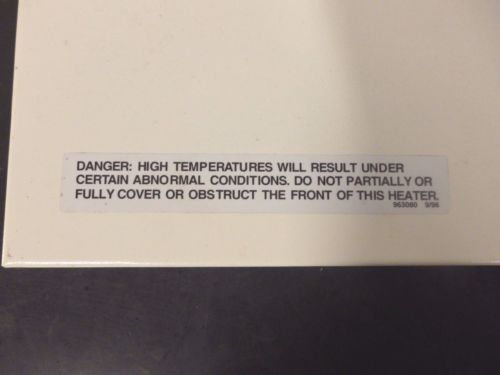 DANGER: HIGH TEMPERATURES WILL RESULT UNDER
CERTAIN ABNORMAL CONDITIONS. DO NOT PARTIALLY OR
FULLY COVER OR OBSTRUCT THE FRONT OF THIS HEATER.
963060 9/96